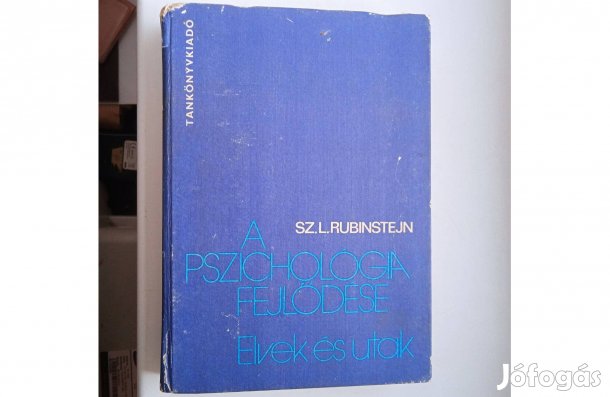 TANKÖNYVKIADÓ
SZ. L. RUBINSTEJN
A
PSZICHOLÓGIA
FEJLŐDÉSE
Elvek és utak
Jófogás